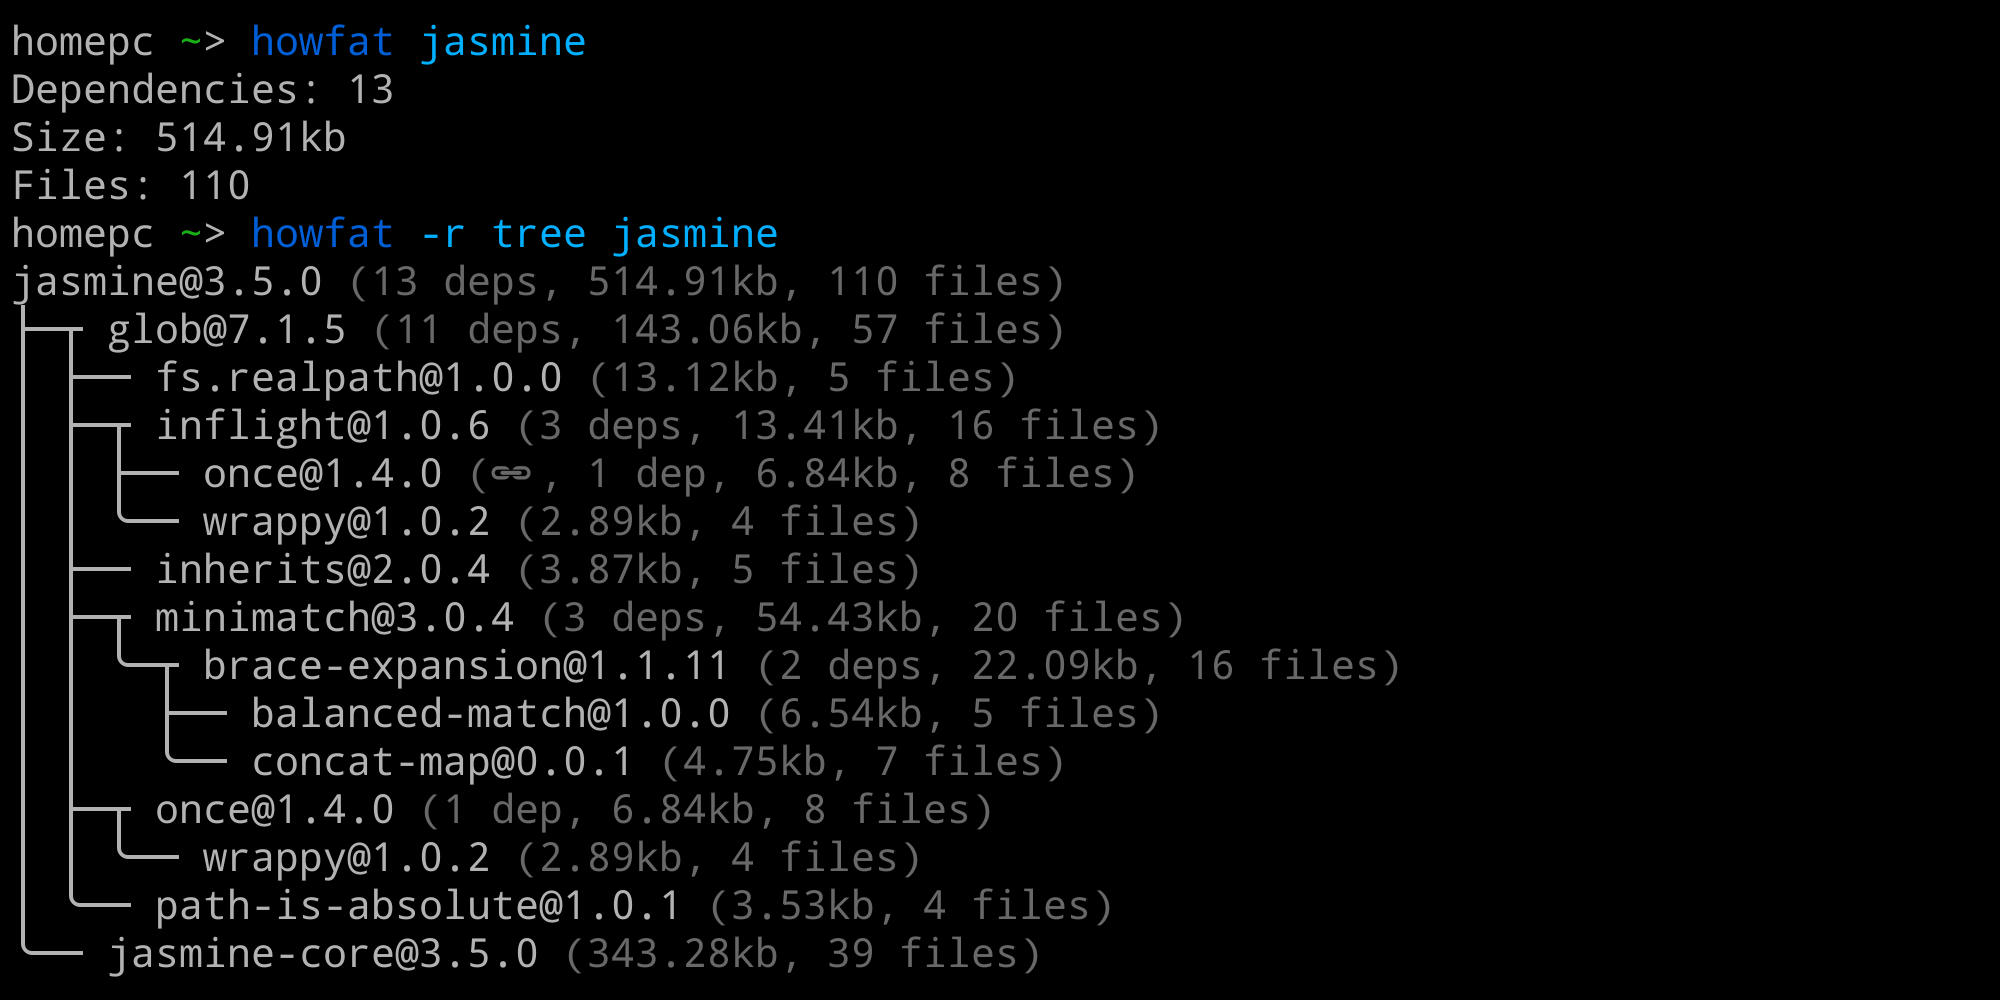 homepc ~> howfat jasmine
Dependencies: 13
Size: 514.91kb
Files: 110
homepc ~> howfat -r tree jasmine
jasmine@3.5.0 (13 deps, 514.91kb, 110 files)
glob@7.1.5 (11 deps, 143.06kb, 57 files)
fs.realpath@1.0.0 (13.12kb, 5 files)
inflight@1.0.6 (3 deps, 13.41kb, 16 files)
once@1.4.0 (🔗, 1 dep, 6.84kb, 8 files)
wrappy@1.0.2 (2.89kb, 4 files)
inherits@2.0.4 (3.87kb, 5 files)
minimatch@3.0.4 (3 deps, 54.43kb, 20 files)
brace-expansion@1.1.11 (2 deps, 22.09kb, 16 files)
balanced-match@1.0.0 (6.54kb, 5 files)
concat-map@0.0.1 (4.75kb, 7 files)
once@1.4.0 (1 dep, 6.84kb, 8 files)
wrappy@1.0.2 (2.89kb, 4 files)
path-is-absolute@1.0.1 (3.53kb, 4 files)
jasmine-core@3.5.0 (343.28kb, 39 files)